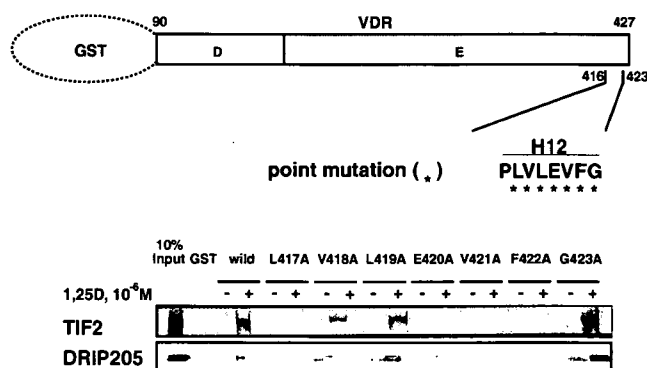 90 VDR 427
GST D E
416 423
H12
point mutation ( * ) PLVLEVFG
* * * * * * *
10%
Input GST wild L417A V418A L419A E420A V421A F422A G423A
1,25D, 10⁻⁶M - + - + - + - + - + - + - + - +
TIF2
DRIP205